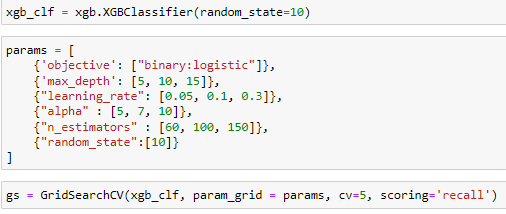 xgb_clf = xgb.XGBClassifier(random_state=10)
params = [
    {'objective': ["binary:logistic"]},
    {'max_depth': [5, 10, 15]},
    {"learning_rate": [0.05, 0.1, 0.3]},
    {"alpha" : [5, 7, 10]},
    {"n_estimators" : [60, 100, 150]},
    {"random_state":[10]}
]
gs = GridSearchCV(xgb_clf, param_grid = params, cv=5, scoring='recall')